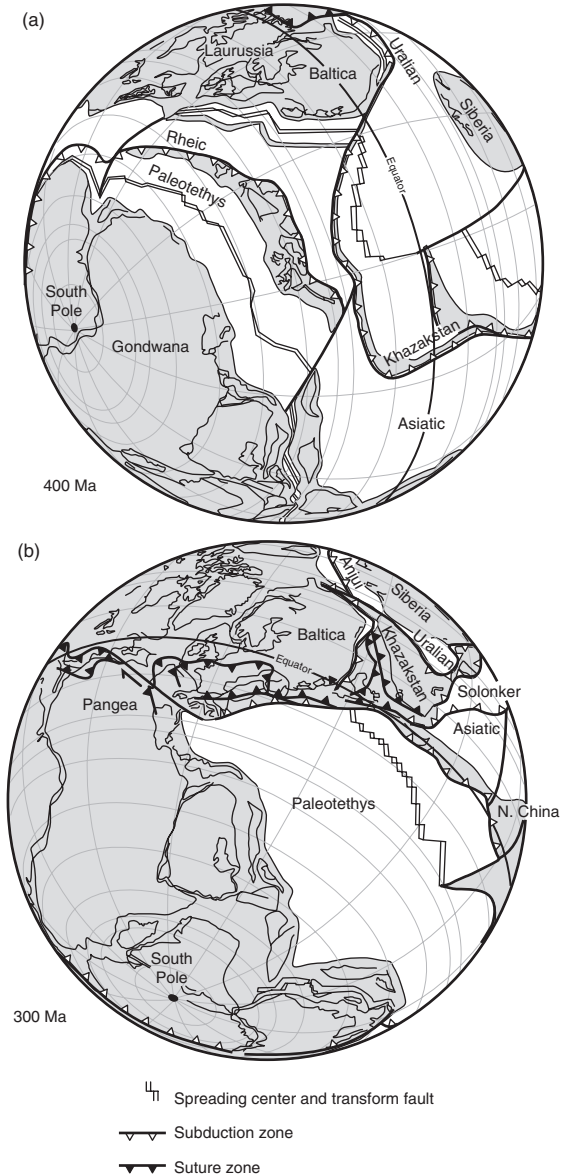 (a)
Laurussia
Baltica
Uralian
Siberia
Rheic
Equator
Paleotethys
South
Pole
Gondwana
Khazakstan
Asiatic
400 Ma
(b)
Anjui
Siberia
Baltica
Khazakstan
Uralian
Equator
Solonker
Pangea
Asiatic
Paleotethys
N. China
South
Pole
300 Ma
Spreading center and transform fault
Subduction zone
Suture zone